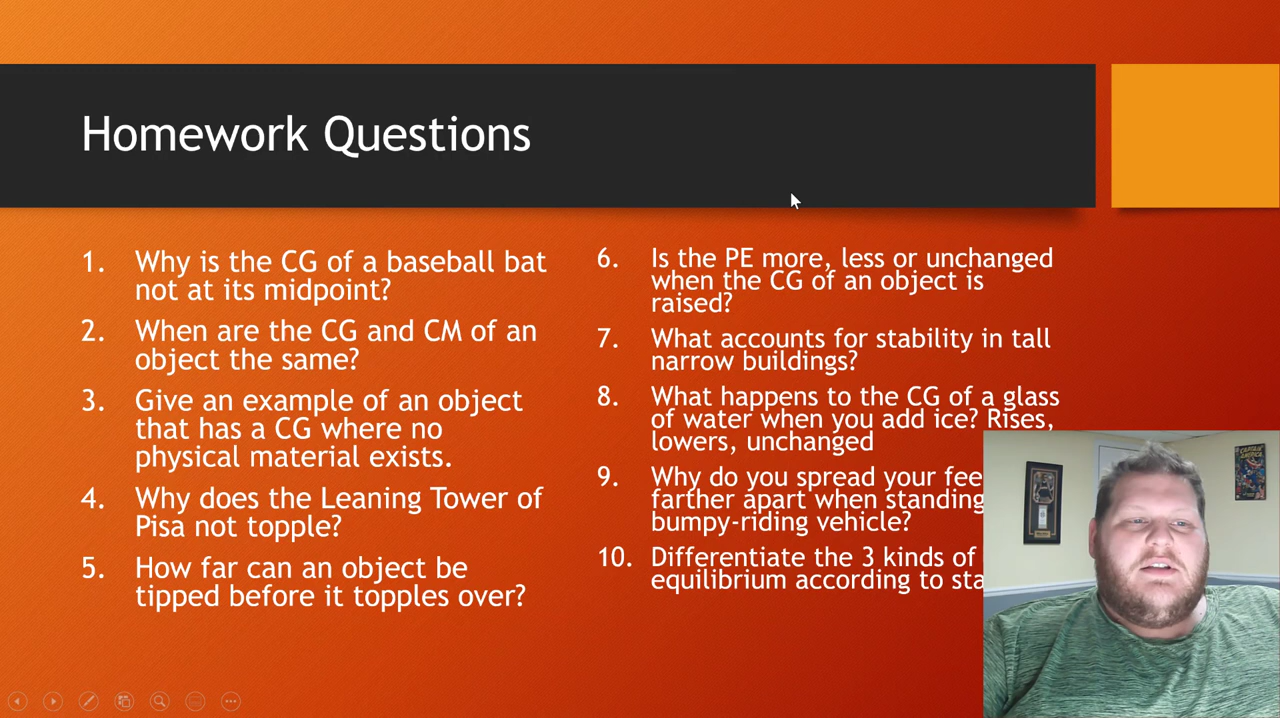 Homework Questions
1. Why is the CG of a baseball bat
not at its midpoint?
2. When are the CG and CM of an
object the same?
3. Give an example of an object
that has a CG where no
physical material exists.
4. Why does the Leaning Tower of
Pisa not topple?
5. How far can an object be
tipped before it topples over?
6. Is the PE more, less or unchanged
when the CG of an object is
raised?
7. What accounts for stability in tall
narrow buildings?
8. What happens to the CG of a glass
of water when you add ice? Rises,
lowers, unchanged
9. Why do you spread your fee
farther apart when standing
bumpy-riding vehicle?
10. Differentiate the 3 kinds of
equilibrium according to sta
CAPTAIN AMERICA